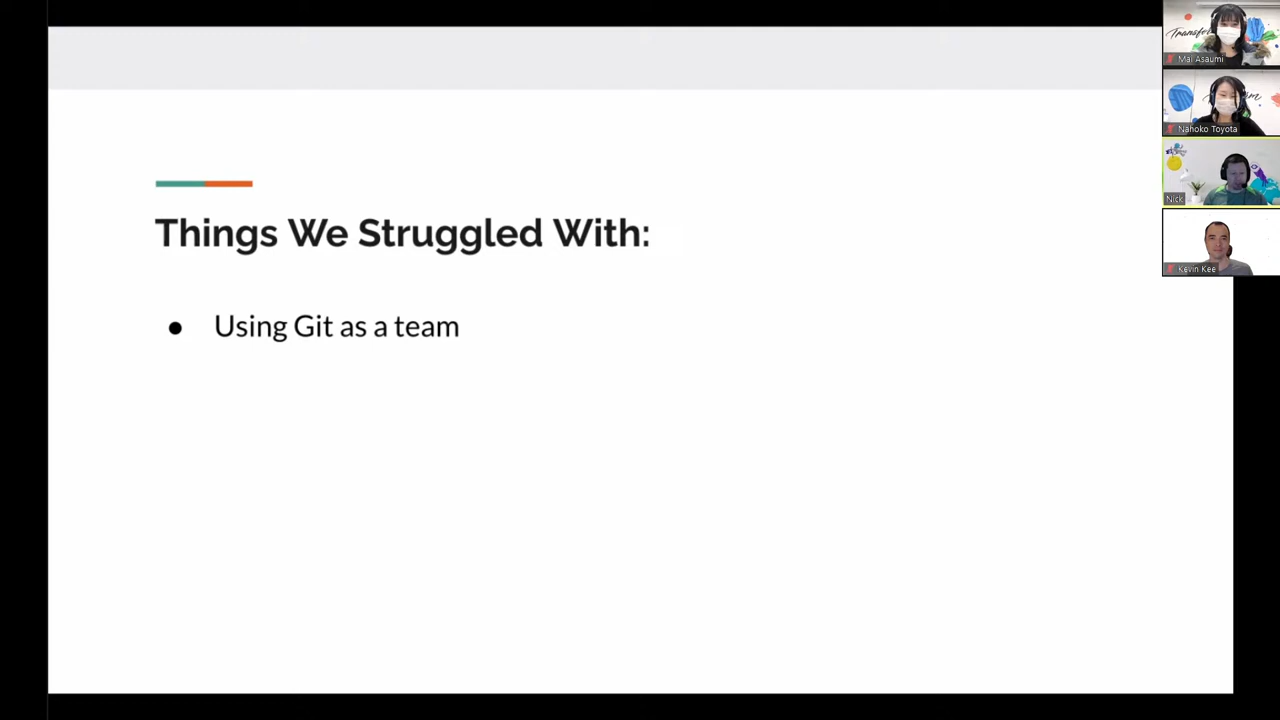 Things We Struggled With:
● Using Git as a team
Mai Asaumi
Nahoko Toyota
Nick
Kevin Kee